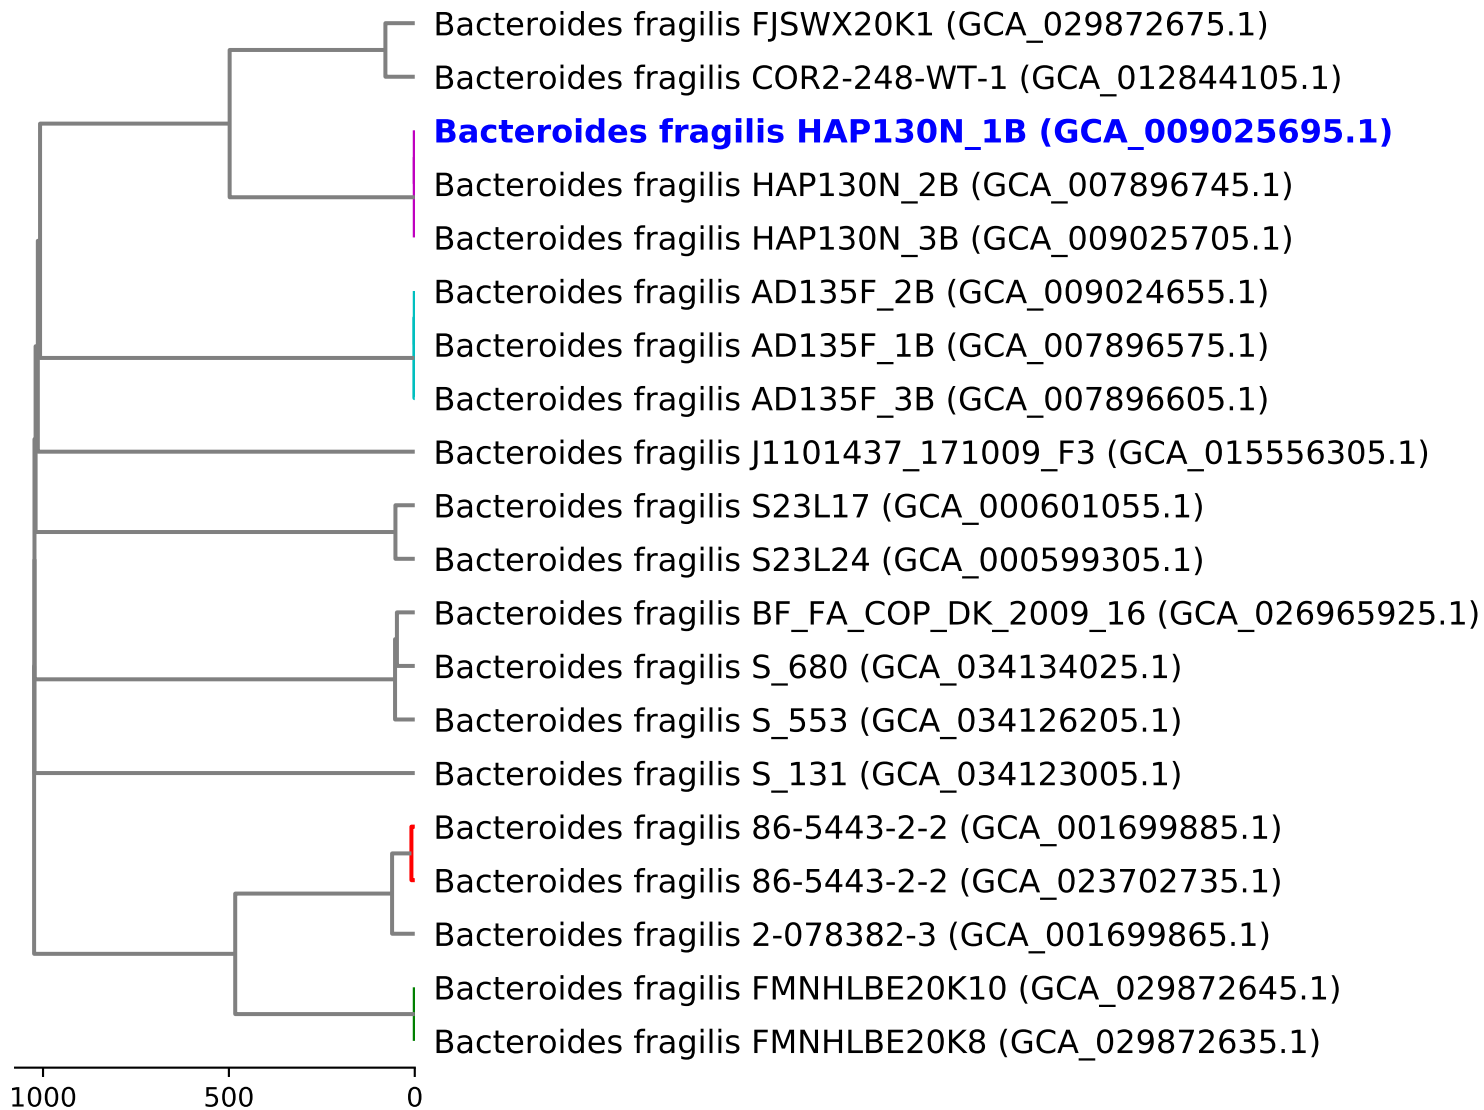 Bacteroides fragilis FJSWX20K1 (GCA_029872675.1)
Bacteroides fragilis COR2-248-WT-1 (GCA_012844105.1)
Bacteroides fragilis HAP130N_1B (GCA_009025695.1)
Bacteroides fragilis HAP130N_2B (GCA_007896745.1)
Bacteroides fragilis HAP130N_3B (GCA_009025705.1)
Bacteroides fragilis AD135F_2B (GCA_009024655.1)
Bacteroides fragilis AD135F_1B (GCA_007896575.1)
Bacteroides fragilis AD135F_3B (GCA_007896605.1)
Bacteroides fragilis J1101437_171009_F3 (GCA_015556305.1)
Bacteroides fragilis S23L17 (GCA_000601055.1)
Bacteroides fragilis S23L24 (GCA_000599305.1)
Bacteroides fragilis BF_FA_COP_DK_2009_16 (GCA_026965925.1)
Bacteroides fragilis S_680 (GCA_034134025.1)
Bacteroides fragilis S_553 (GCA_034126205.1)
Bacteroides fragilis S_131 (GCA_034123005.1)
Bacteroides fragilis 86-5443-2-2 (GCA_001699885.1)
Bacteroides fragilis 86-5443-2-2 (GCA_023702735.1)
Bacteroides fragilis 2-078382-3 (GCA_001699865.1)
Bacteroides fragilis FMNHLBE20K10 (GCA_029872645.1)
Bacteroides fragilis FMNHLBE20K8 (GCA_029872635.1)
1000 500 0